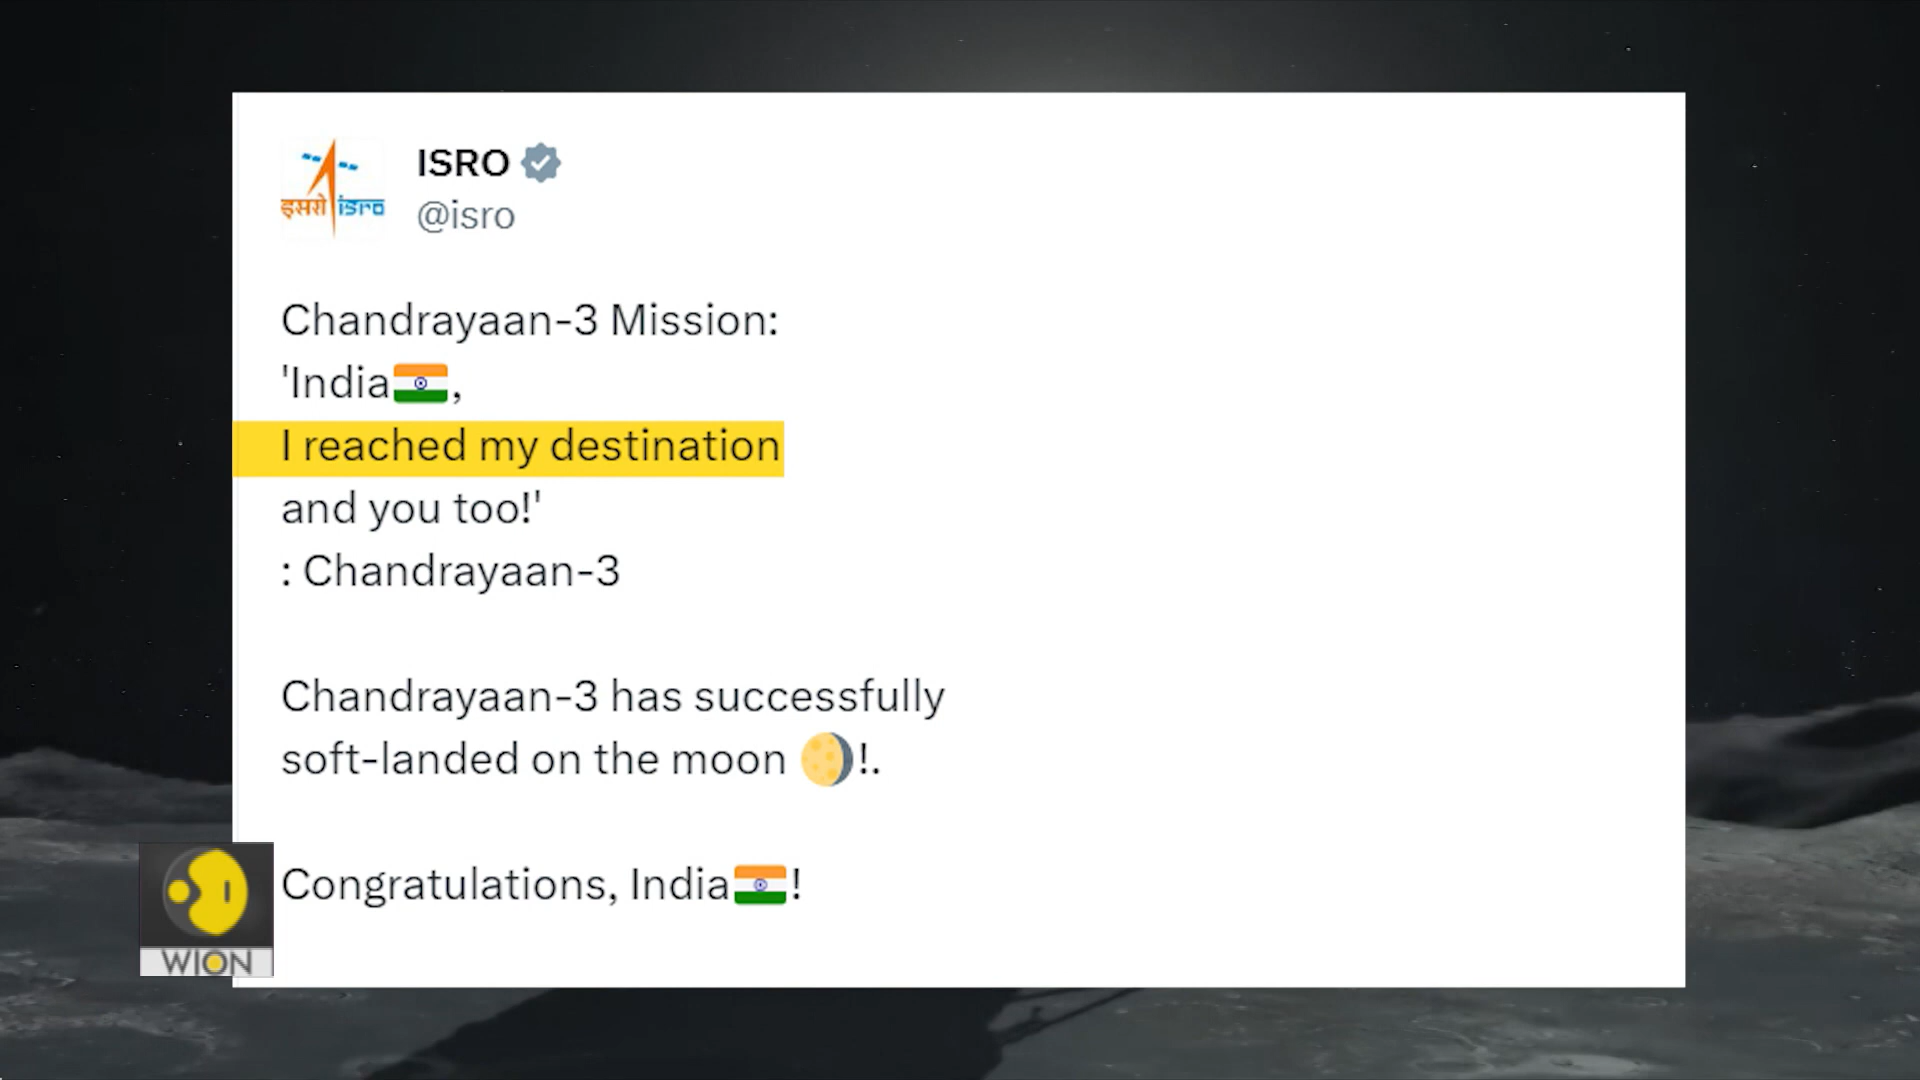 इसरो isro
ISRO
@isro
Chandrayaan-3 Mission:
'India🇮🇳,
I reached my destination
and you too!'
: Chandrayaan-3
Chandrayaan-3 has successfully
soft-landed on the moon 🌖!.
Congratulations, India🇮🇳!
WION